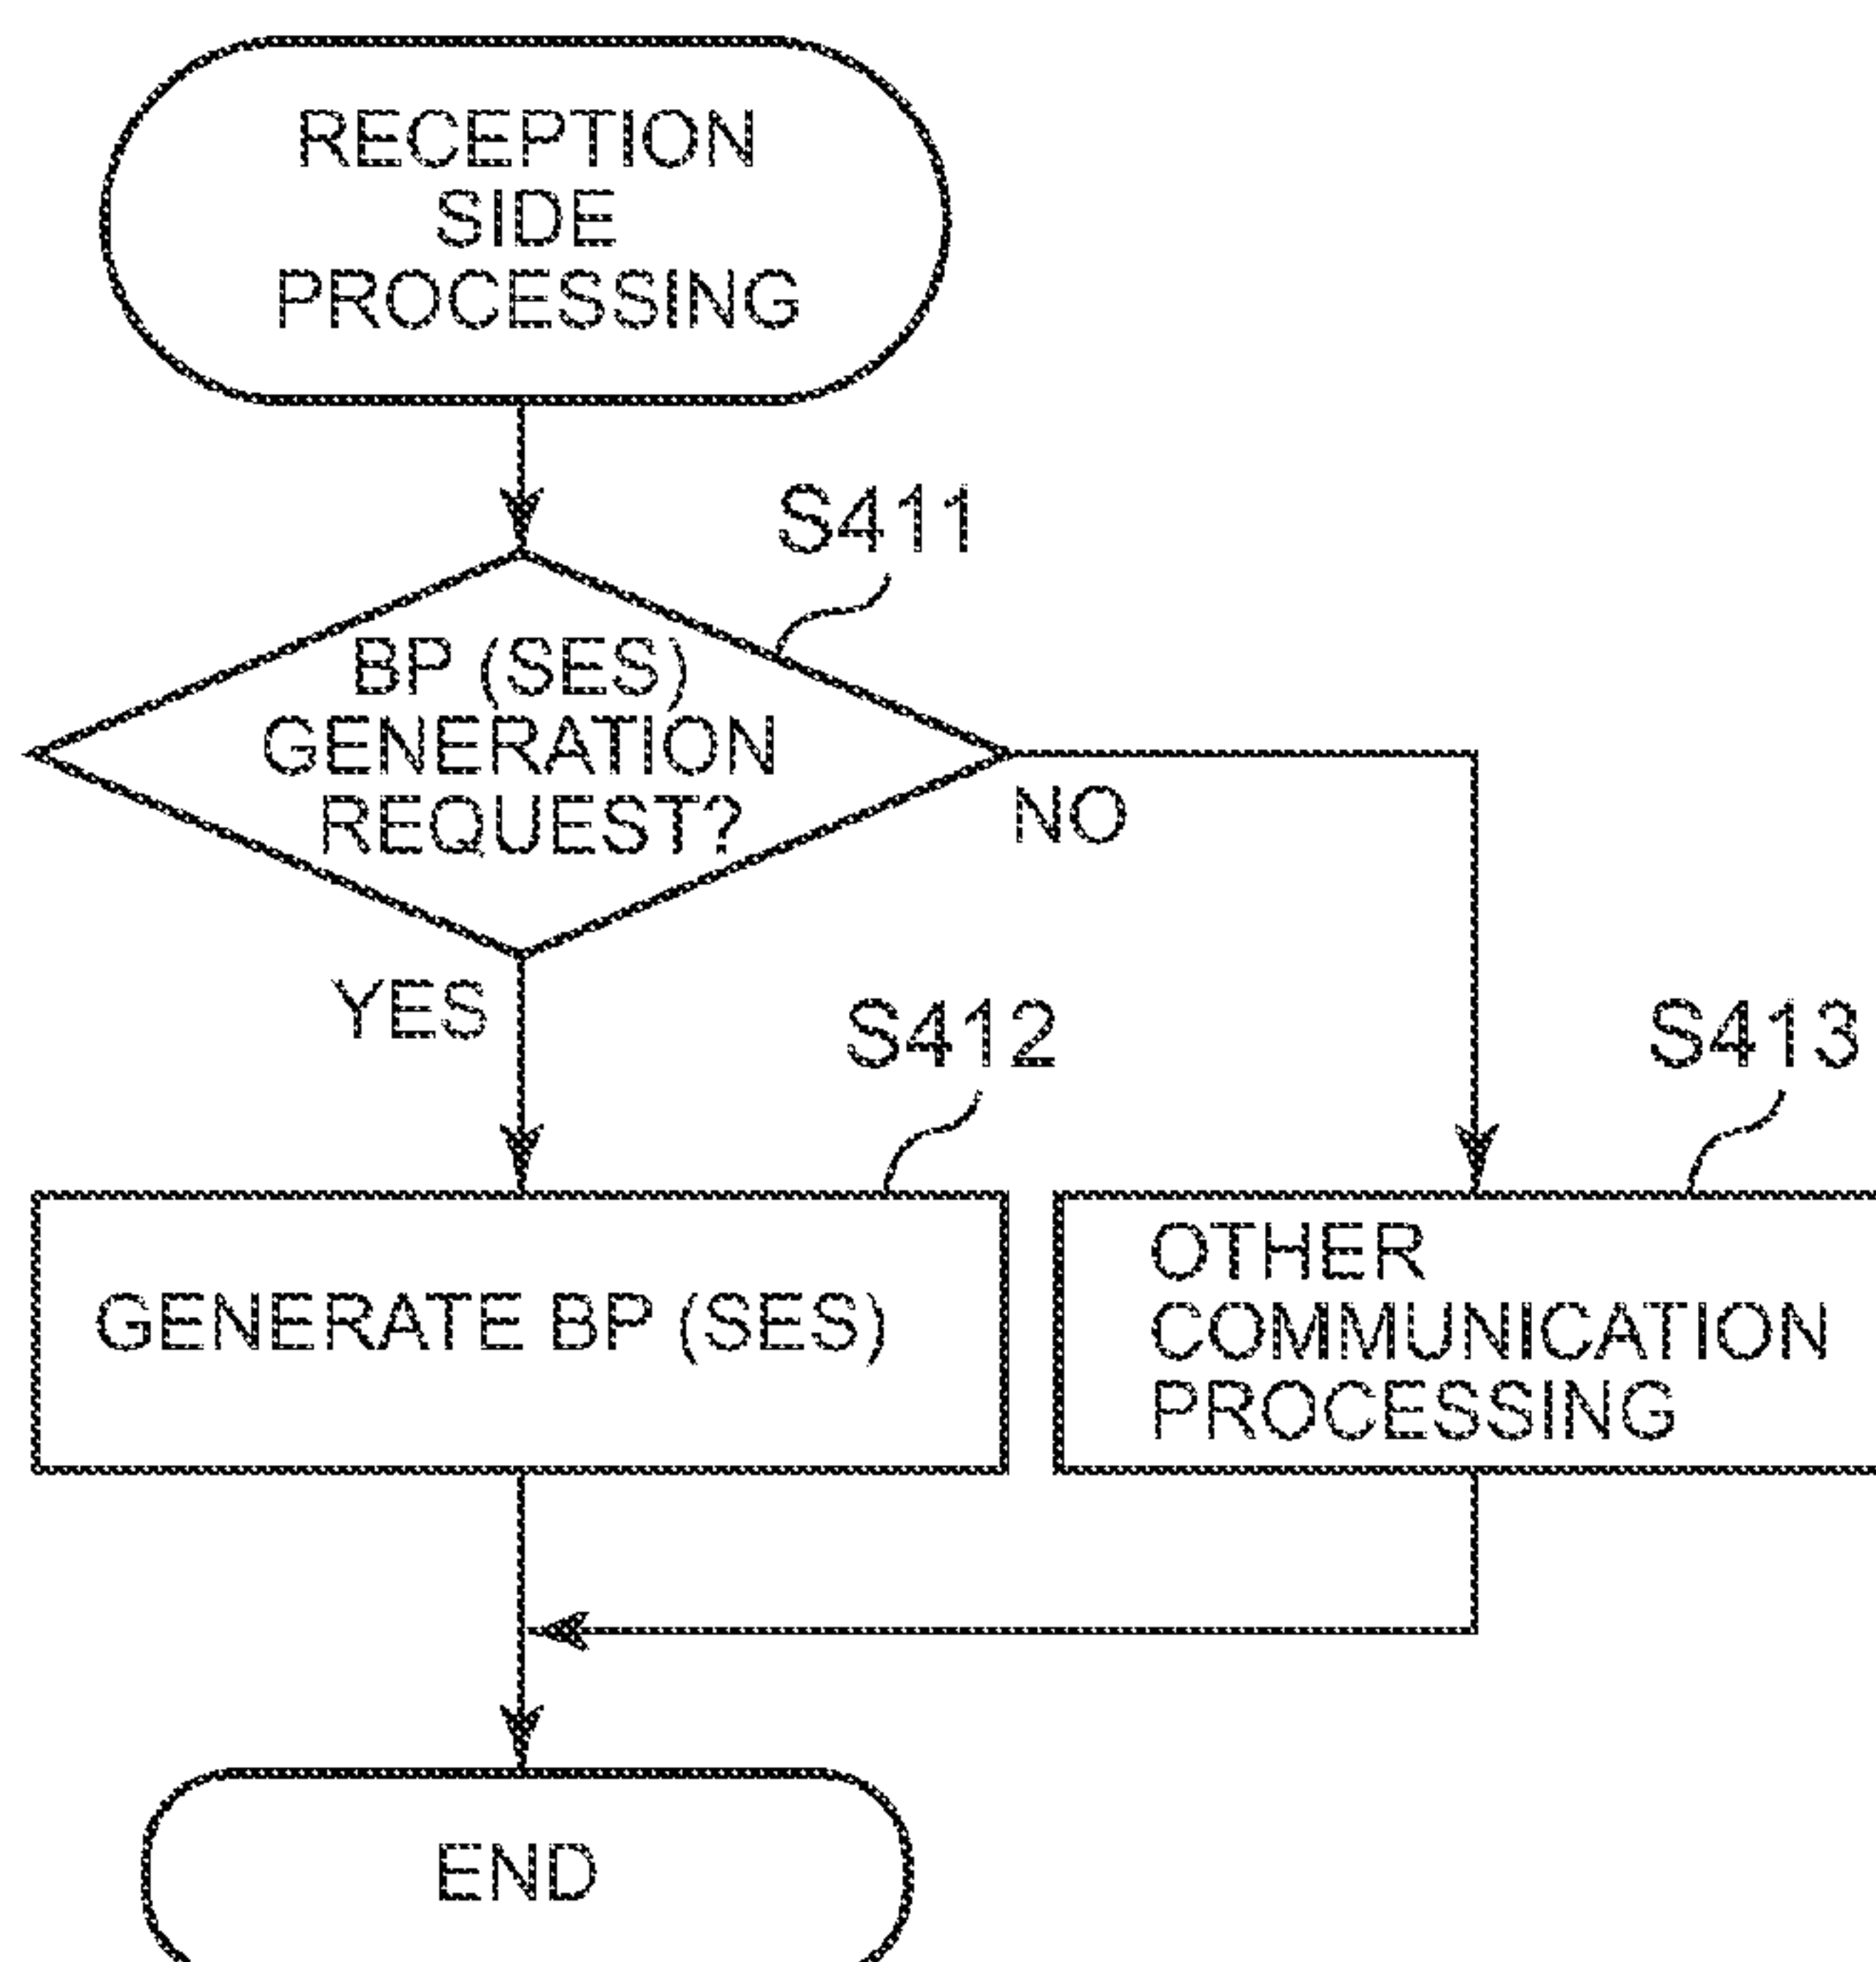 RECEPTION
SIDE
PROCESSING
S411
BP (SES)
GENERATION
REQUEST?
NO
YES
S412
S413
GENERATE BP (SES)
OTHER
COMMUNICATION
PROCESSING
END